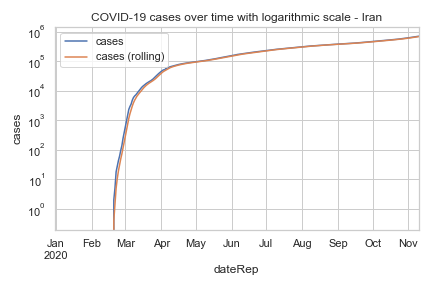 COVID-19 cases over time with logarithmic scale - Iran
cases
cases (rolling)
10^6
10^5
10^4
10^3
10^2
10^1
10^0
cases
Jan Feb Mar Apr May Jun Jul Aug Sep Oct Nov
2020
dateRep